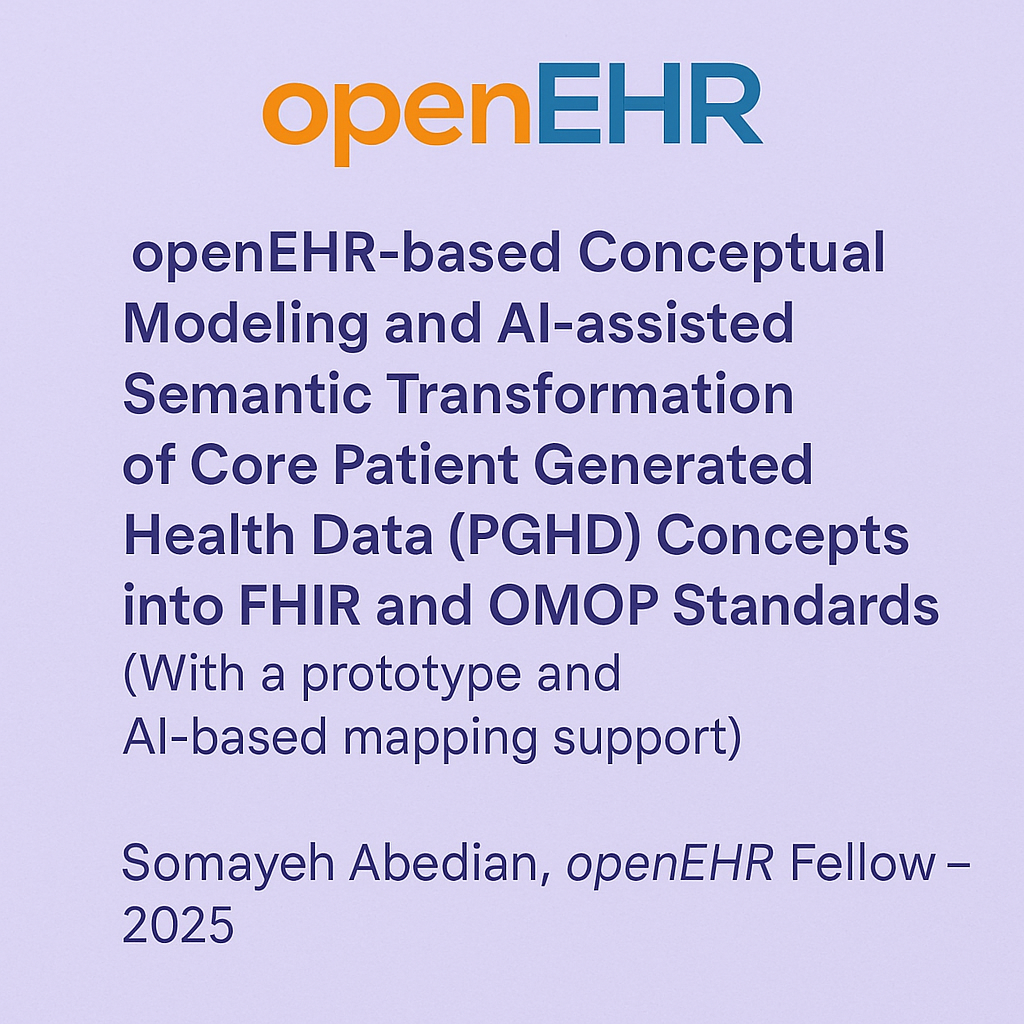 openEHR
openEHR-based Conceptual
Modeling and AI-assisted
Semantic Transformation
of Core Patient Generated
Health Data (PGHD) Concepts
into FHIR and OMOP Standards
(With a prototype and
AI-based mapping support)
Somayeh Abedian, openEHR Fellow –
2025